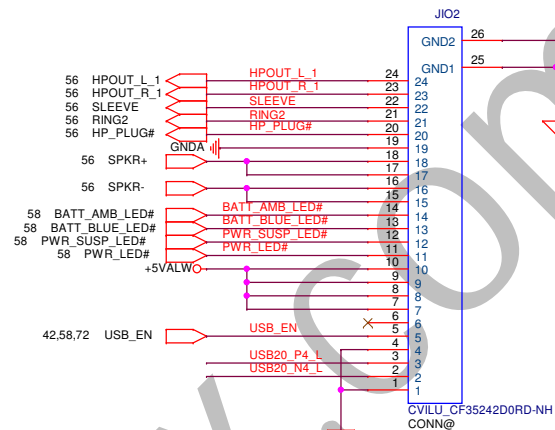 JIO2
GND2 26
GND1 25
56 HPOUT_L_1 HPOUT_L_1 24 24
56 HPOUT_R_1 HPOUT_R_1 23 23
56 SLEEVE SLEEVE 22 22
56 RING2 RING2 21 21
56 HP_PLUG# HP_PLUG# 20 20
GNDA 19 19
56 SPKR+ 18 18
17 17
56 SPKR- 16 16
15 15
58 BATT_AMB_LED# BATT_AMB_LED# 14 14
58 BATT_BLUE_LED# BATT_BLUE_LED# 13 13
58 PWR_SUSP_LED# PWR_SUSP_LED# 12 12
58 PWR_LED# PWR_LED# 11 11
+5VALW 10 10
9 9
8 8
7 7
6 6
42,58,72 USB_EN USB_EN 5 5
4 4
USB20_P4_L 3 3
USB20_N4_L 2 2
1 1
CVILU_CF35242D0RD-NH
CONN@